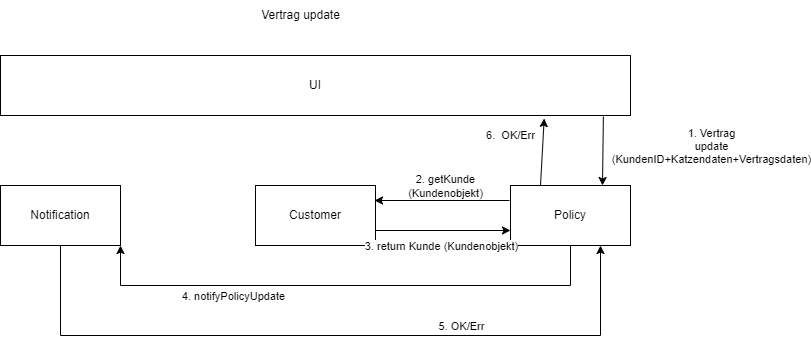 Vertrag update
UI
6. OK/Err
1. Vertrag
update
(KundenID+Katzendaten+Vertragsdaten)
2. getKunde
(Kundenobjekt)
Notification
Customer
Policy
3. return Kunde (Kundenobjekt)
4. notifyPolicyUpdate
5. OK/Err